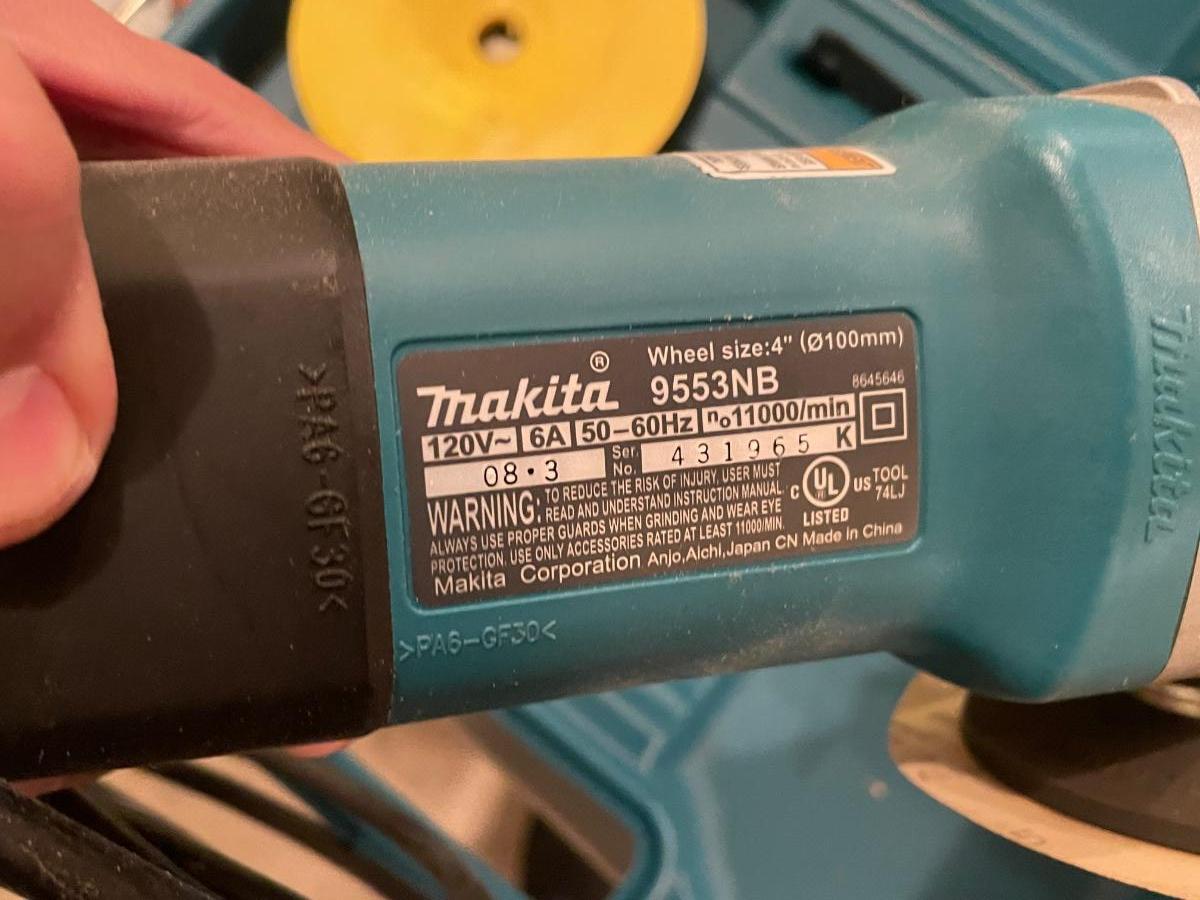 Wheel size:4" (Ø100mm)
makita® 9553NB 8645646
120V~ 6A 50-60Hz n₀11000/min
08・3 Ser. No. 431965 K
WARNING: TO REDUCE THE RISK OF INJURY, USER MUST
READ AND UNDERSTAND INSTRUCTION MANUAL.
ALWAYS USE PROPER GUARDS WHEN GRINDING AND WEAR EYE
PROTECTION. USE ONLY ACCESSORIES RATED AT LEAST 11000/MIN.
C UL US TOOL
74LJ
LISTED
Makita Corporation Anjo,Aichi,Japan CN Made in China
>PA6-GF30<
>PA6-GF30<
makita